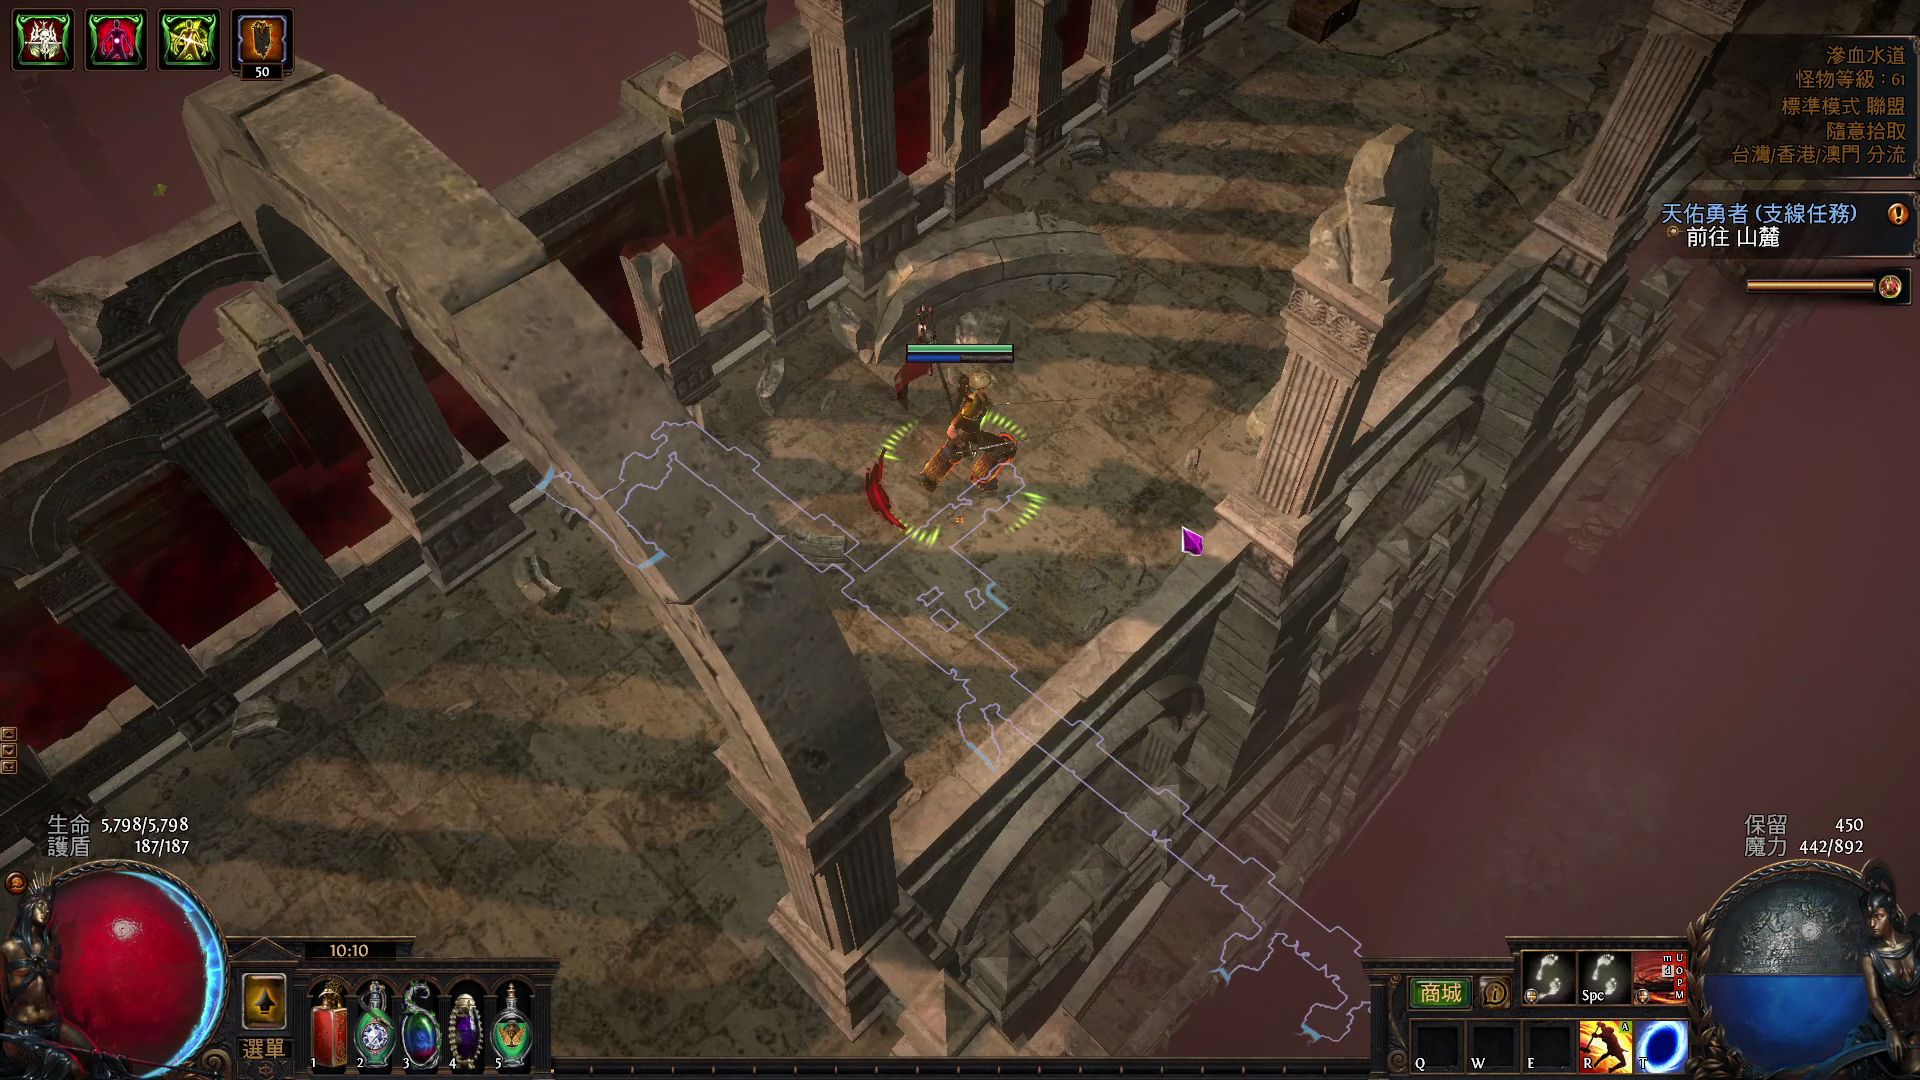 50
滲血水道
怪物等級：61
標準模式 聯盟
隨意拾取
台灣/香港/澳門 分流
天佑勇者 (支線任務)
前往 山麓
生命 5,798/5,798
護盾 187/187
保留 450
魔力 442/892
10:10
選單
1 2 3 4 5
商城
Spc
m U
d O
P
M
A
Q W E R T